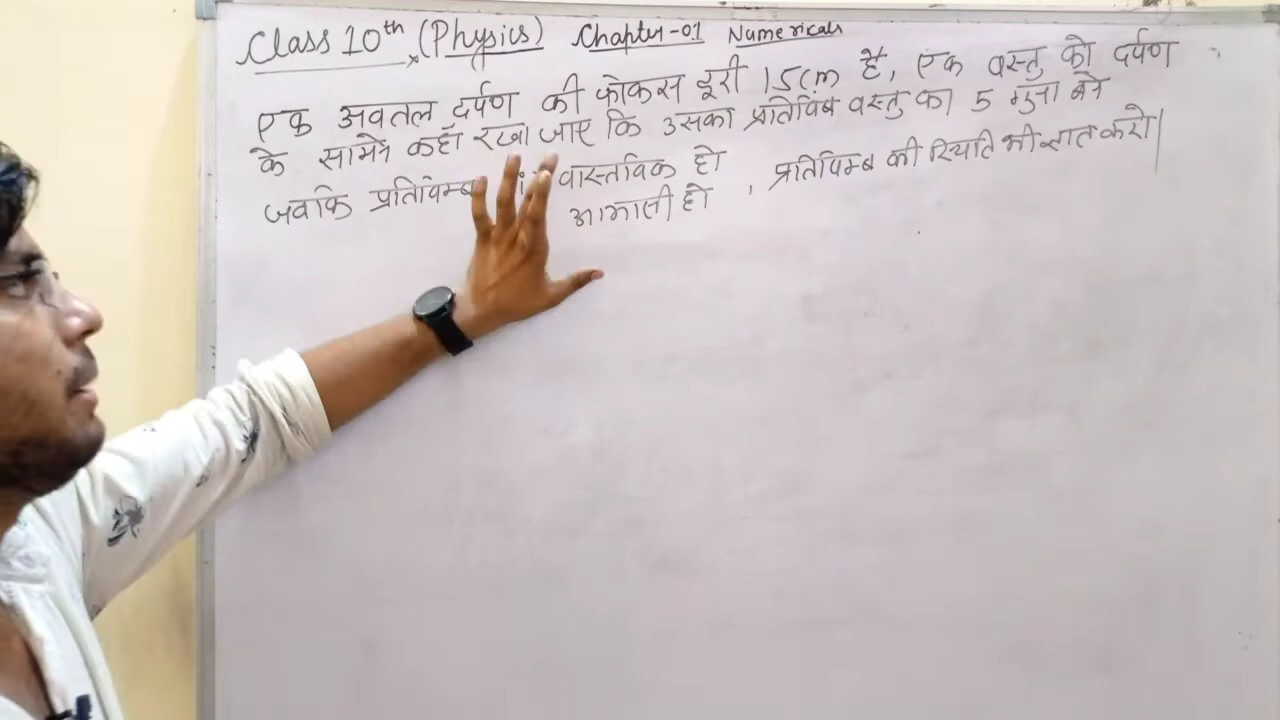 Class 10th (Physics) Chapter-01 Numericals
एक अवतल दर्पण की फोकस दूरी 15cm है, एक वस्तु को दर्पण
के सामने कहाँ रखा जाए कि उसका प्रतिबिंब वस्तु का 5 गुना बने
जबकि प्रतिबिम्ब वास्तविक हो
आभासी हो , प्रतिबिम्ब की स्थिति भी ज्ञात करो।